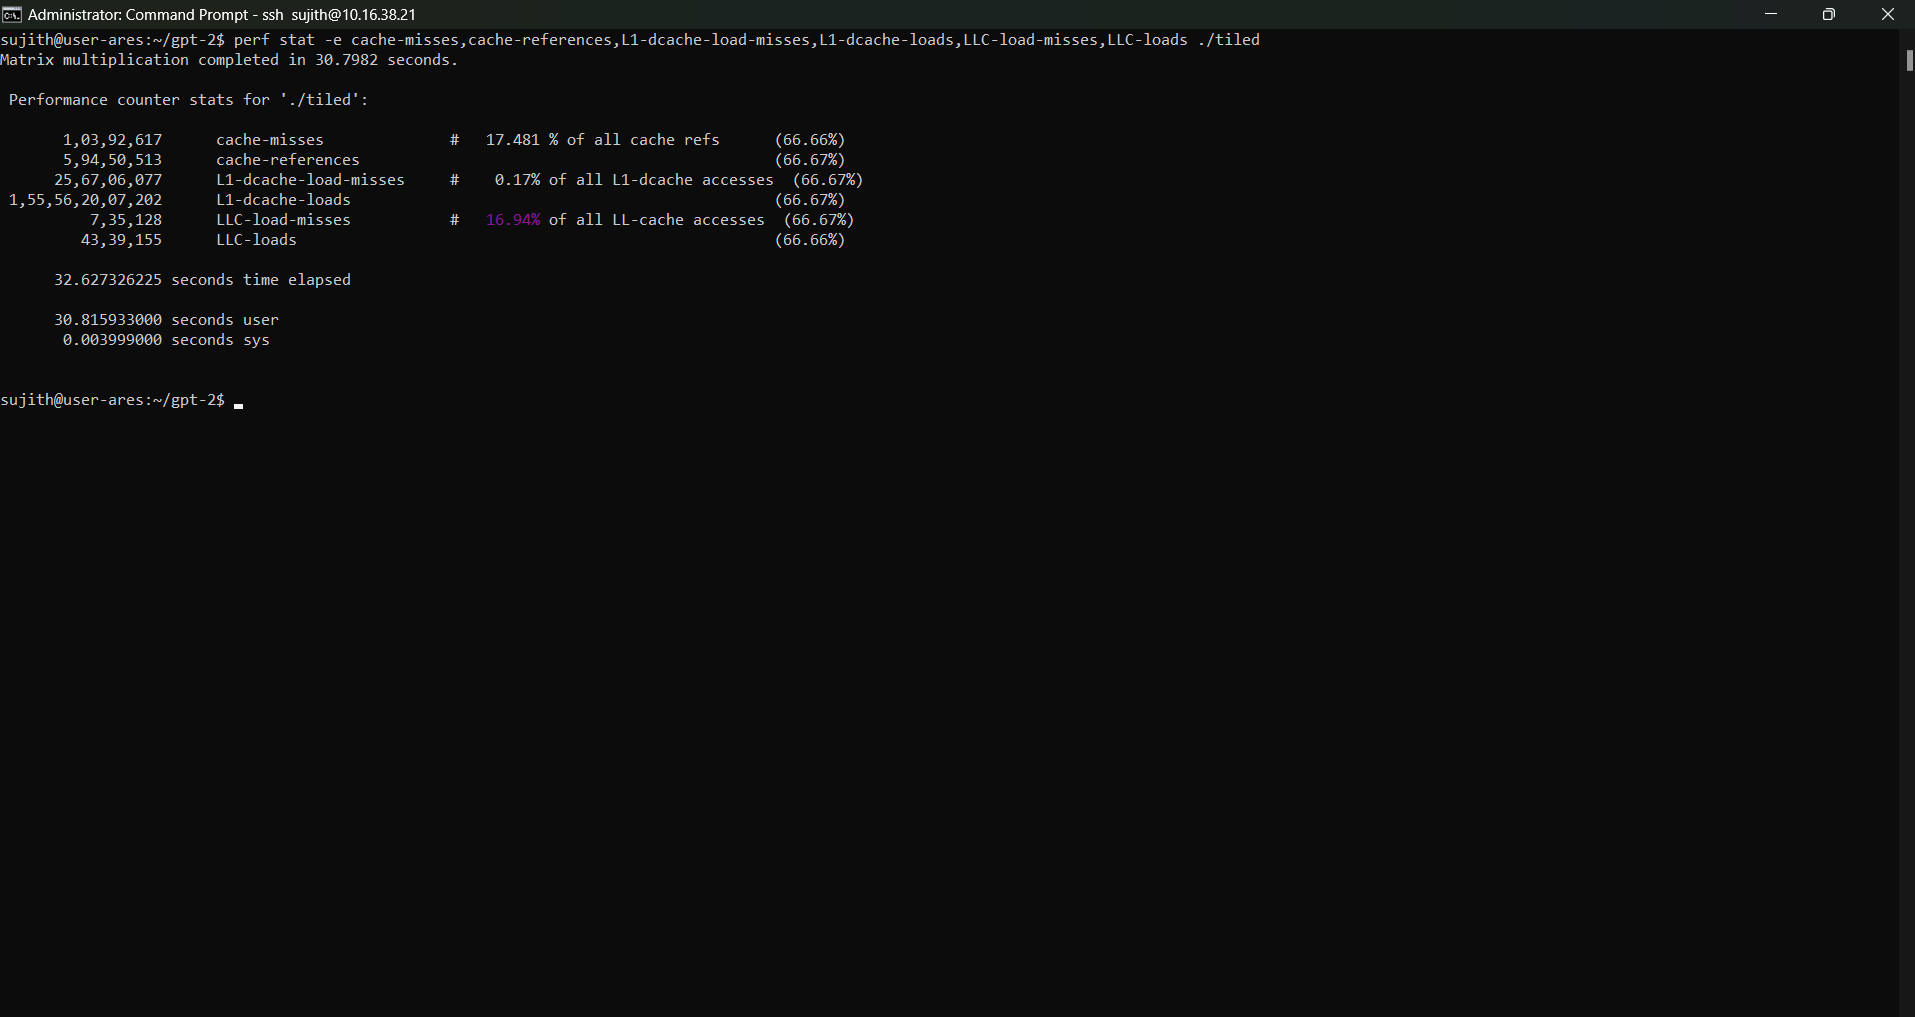 Administrator: Command Prompt - ssh sujith@10.16.38.21
sujith@user-ares:~/gpt-2$ perf stat -e cache-misses,cache-references,L1-dcache-load-misses,L1-dcache-loads,LLC-load-misses,LLC-loads ./tiled
Matrix multiplication completed in 30.7982 seconds.
Performance counter stats for './tiled':
1,03,92,617 cache-misses # 17.481 % of all cache refs (66.66%)
5,94,50,513 cache-references (66.67%)
25,67,06,077 L1-dcache-load-misses # 0.17% of all L1-dcache accesses (66.67%)
1,55,56,20,07,202 L1-dcache-loads (66.67%)
7,35,128 LLC-load-misses # 16.94% of all LL-cache accesses (66.67%)
43,39,155 LLC-loads (66.66%)
32.627326225 seconds time elapsed
30.815933000 seconds user
0.003999000 seconds sys
sujith@user-ares:~/gpt-2$